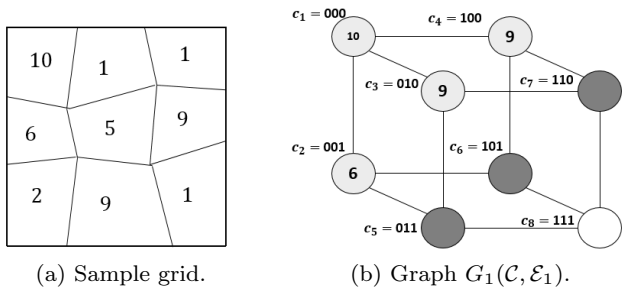 10 1 1
6 5 9
2 9 1
(a) Sample grid.
c₁ = 000
10
c₄ = 100
9
c₃ = 010
9
c₇ = 110
c₂ = 001
6
c₆ = 101
c₅ = 011
c₈ = 111
(b) Graph G₁(𝒞, ℰ₁).